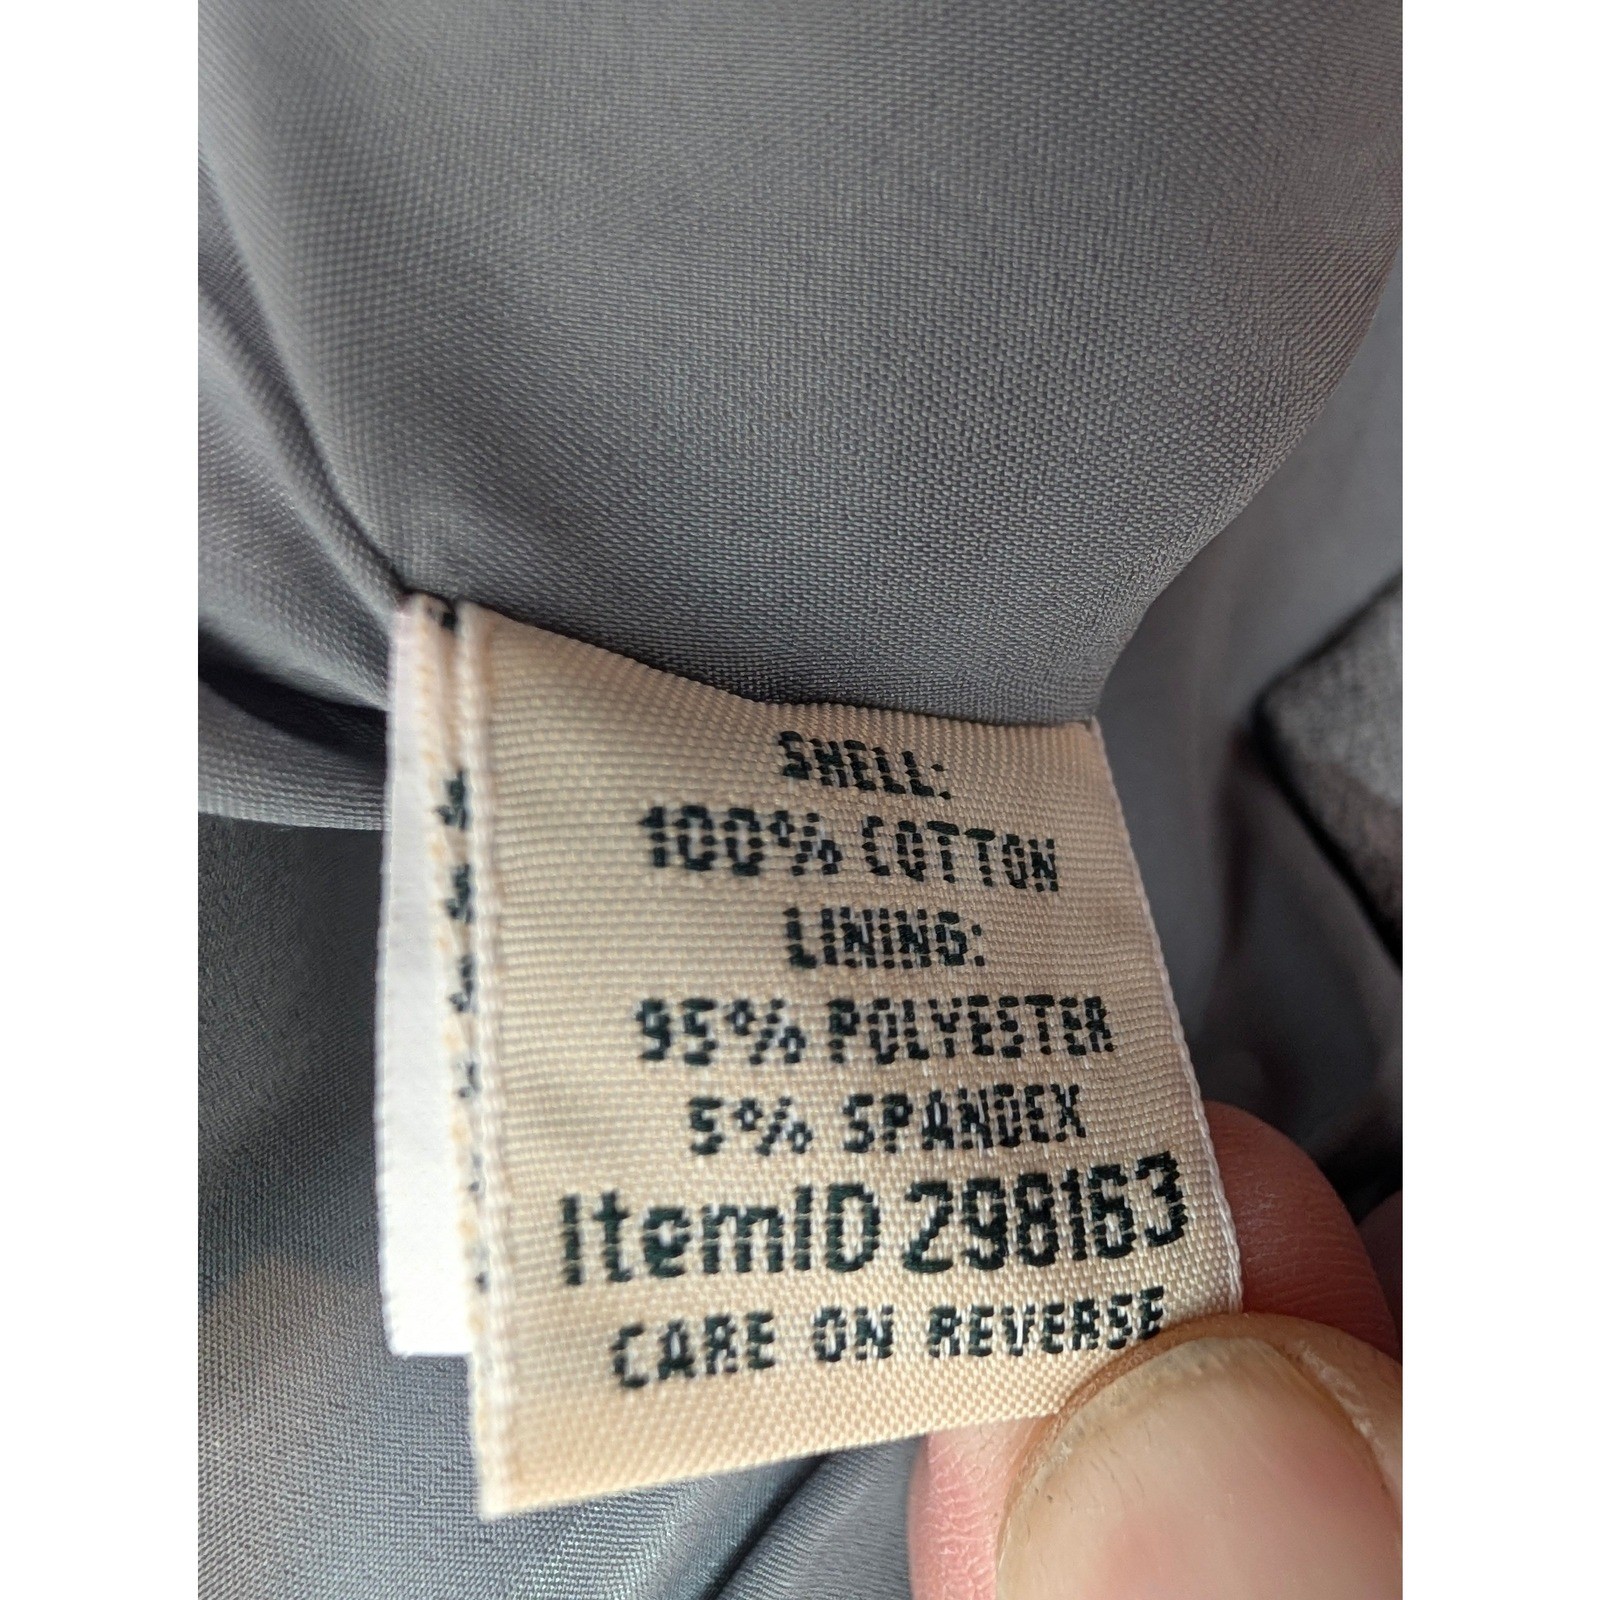 SHELL:
100% COTTON
LINING:
95% POLYESTER
5% SPANDEX
ItemID 298163
CARE ON REVERSE